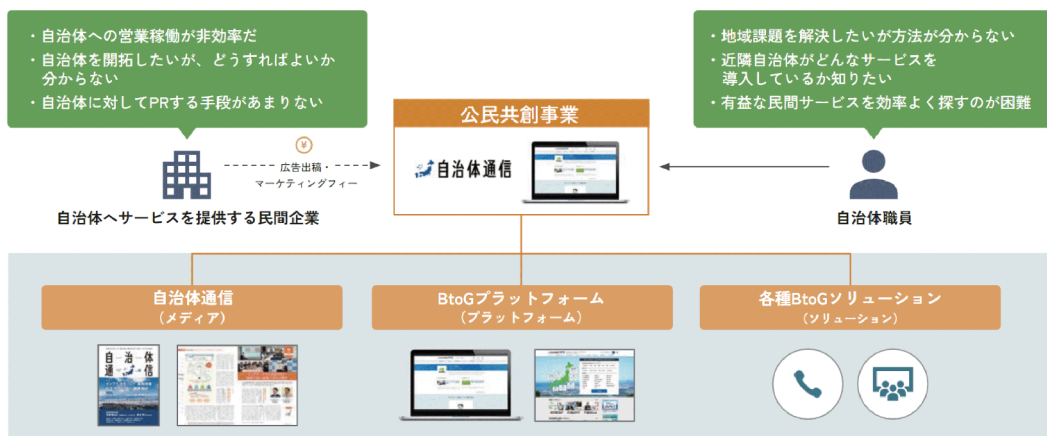 ・自治体への営業稼働が非効率だ
・自治体を開拓したいが、どうすればよいか
分からない
・自治体に対してPRする手段があまりない
・地域課題を解決したいが方法が分からない
・近隣自治体がどんなサービスを
導入しているか知りたい
・有益な民間サービスを効率よく探すのが困難
公民共創事業
自治体通信
¥
広告出稿・
マーケティングフィー
自治体へサービスを提供する民間企業
自治体職員
自治体通信
（メディア）
BtoGプラットフォーム
（プラットフォーム）
各種BtoGソリューション
（ソリューション）
自治体
通信